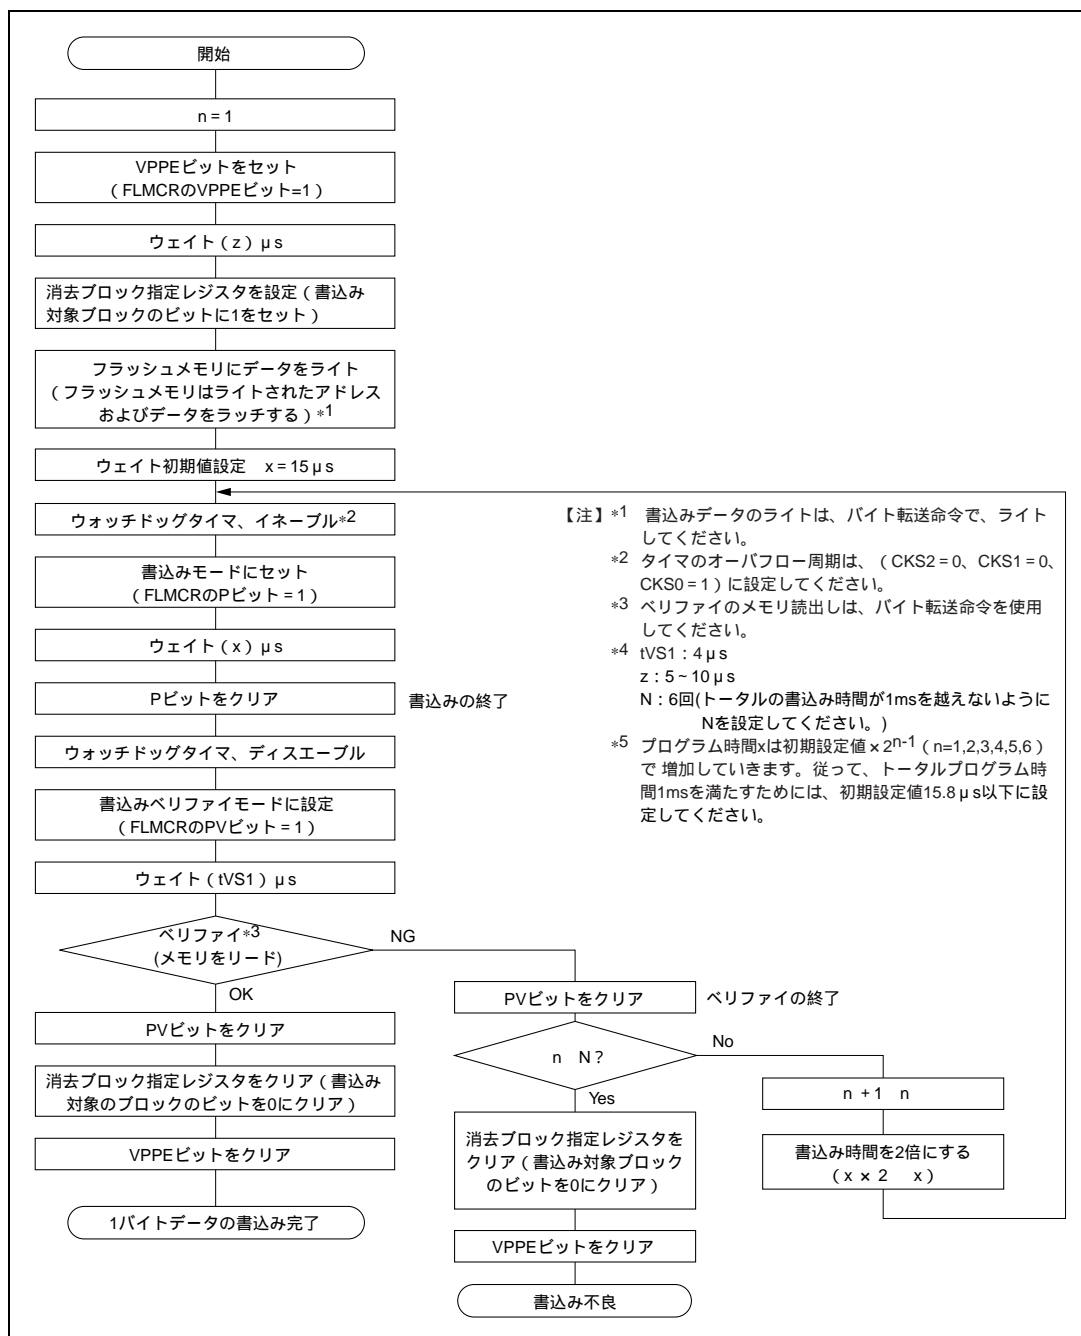 開始
n = 1
VPPEビットをセット
( FLMCRのVPPEビット=1 )
ウェイト ( z ) μs
消去ブロック指定レジスタを設定 ( 書込み
対象ブロックのビットに1をセット )
フラッシュメモリにデータをライト
( フラッシュメモリはライトされたアドレス
およびデータをラッチする ) *1
ウェイト初期値設定　x = 15 μs
ウォッチドッグタイマ、イネーブル*2
書込みモードにセット
( FLMCRのPビット = 1 )
ウェイト ( x ) μs
Pビットをクリア
書込みの終了
ウォッチドッグタイマ、ディスエーブル
書込みベリファイモードに設定
( FLMCRのPVビット = 1 )
ウェイト ( tVS1 ) μs
ベリファイ*3
(メモリをリード)
NG
OK
PVビットをクリア
消去ブロック指定レジスタをクリア ( 書込み
対象のブロックのビットを0にクリア )
VPPEビットをクリア
1バイトデータの書込み完了
PVビットをクリア
ベリファイの終了
n　N ?
No
Yes
消去ブロック指定レジスタを
クリア ( 書込み対象ブロック
のビットを0にクリア )
VPPEビットをクリア
書込み不良
n + 1　n
書込み時間を2倍にする
( x × 2　x )
【注】*1 書込みデータのライトは、バイト転送命令で、ライト
してください。
*2 タイマのオーバフロー周期は、( CKS2 = 0、CKS1 = 0、
CKS0 = 1 ) に設定してください。
*3 ベリファイのメモリ読出しは、バイト転送命令を使用
してください。
*4 tVS1 : 4 μs
z : 5 ~ 10 μs
N : 6回(トータルの書込み時間が1msを越えないように
Nを設定してください。)
*5 プログラム時間xは初期設定値 × 2n-1 ( n=1,2,3,4,5,6 )
で 増加していきます。従って、トータルプログラム時
間1msを満たすためには、初期設定値15.8 μs以下に設
定してください。